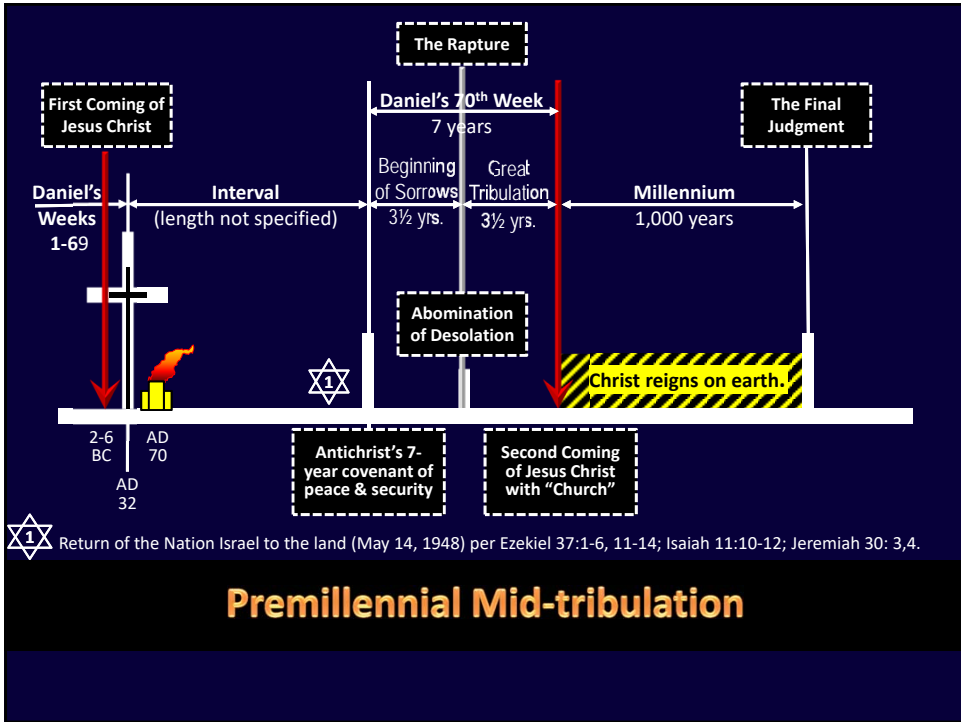 The Rapture
First Coming of
Jesus Christ
Daniel's 70th Week
7 years
The Final
Judgment
Daniel's
Weeks
1-69
Interval
(length not specified)
Beginning
of Sorrows
3½ yrs.
Great
Tribulation
3½ yrs.
Millennium
1,000 years
Abomination
of Desolation
1
Christ reigns on earth.
2-6
BC
AD
70
AD
32
Antichrist's 7-
year covenant of
peace & security
Second Coming
of Jesus Christ
with “Church”
1 Return of the Nation Israel to the land (May 14, 1948) per Ezekiel 37:1-6, 11-14; Isaiah 11:10-12; Jeremiah 30: 3,4.
Premillennial Mid-tribulation